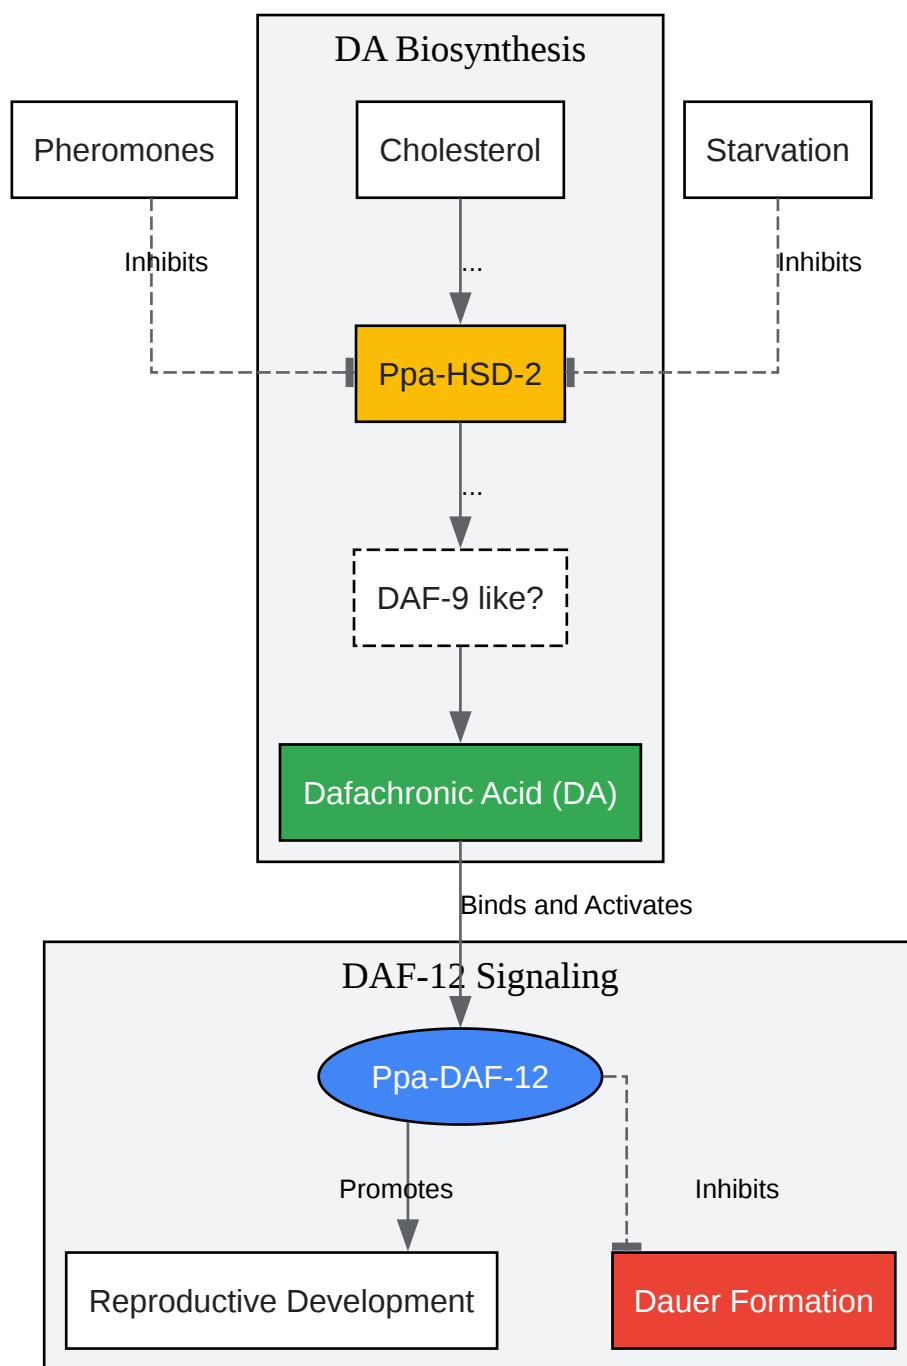 DA Biosynthesis
Pheromones
Cholesterol
Starvation
Inhibits
...
Inhibits
Ppa-HSD-2
...
DAF-9 like?
Dafachronic Acid (DA)
Binds and Activates
DAF-12 Signaling
Ppa-DAF-12
Promotes
Inhibits
Reproductive Development
Dauer Formation